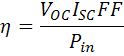 η = V_OC I_SC FF / P_in